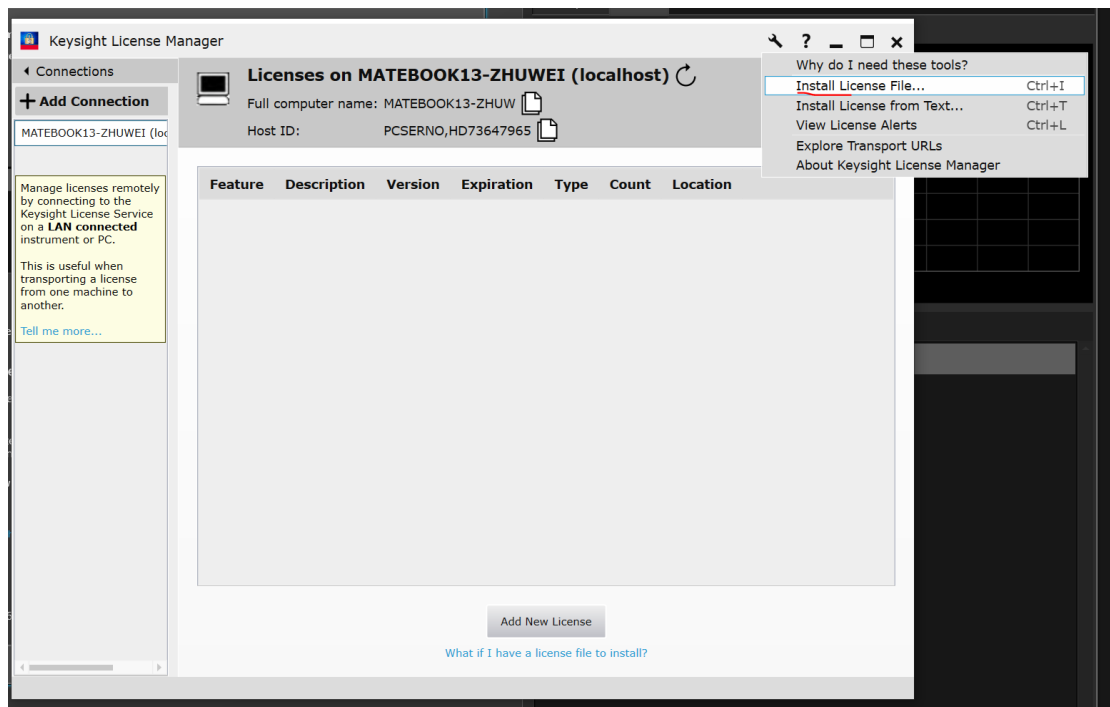 Keysight License Manager
?
Connections
+ Add Connection
MATEBOOK13-ZHUWEI (loc
Manage licenses remotely
by connecting to the
Keysight License Service
on a LAN connected
instrument or PC.
This is useful when
transporting a license
from one machine to
another.
Tell me more...
Licenses on MATEBOOK13-ZHUWEI (localhost)
Full computer name: MATEBOOK13-ZHUW
Host ID: PCSERNO,HD73647965
Why do I need these tools?
Install License File... Ctrl+I
Install License from Text... Ctrl+T
View License Alerts Ctrl+L
Explore Transport URLs
About Keysight License Manager
Feature Description Version Expiration Type Count Location
Add New License
What if I have a license file to install?